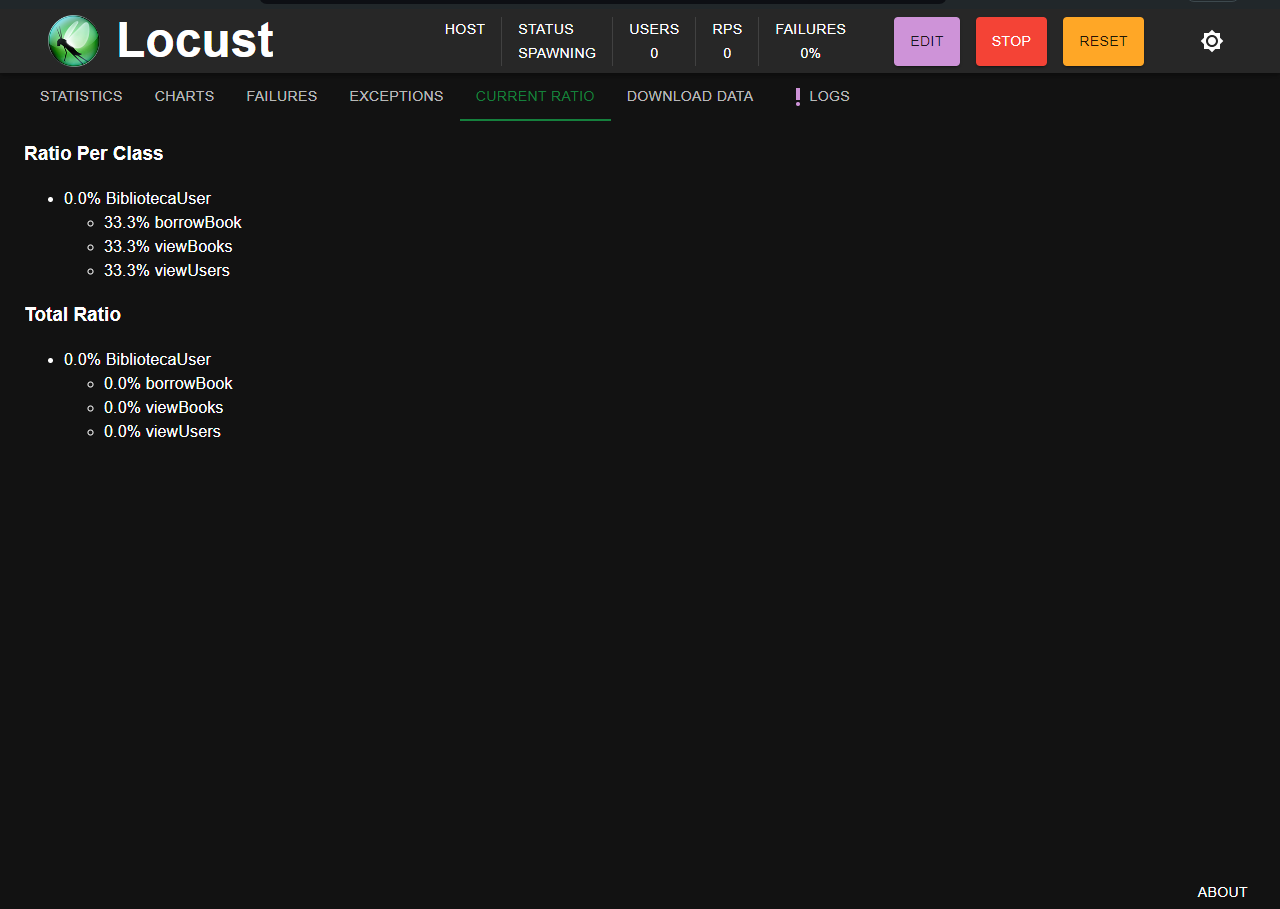 Locust
HOST
STATUS
SPAWNING
USERS
0
RPS
0
FAILURES
0%
EDIT
STOP
RESET
STATISTICS
CHARTS
FAILURES
EXCEPTIONS
CURRENT RATIO
DOWNLOAD DATA
LOGS
Ratio Per Class
0.0% BibliotecaUser
33.3% borrowBook
33.3% viewBooks
33.3% viewUsers
Total Ratio
0.0% BibliotecaUser
0.0% borrowBook
0.0% viewBooks
0.0% viewUsers
ABOUT